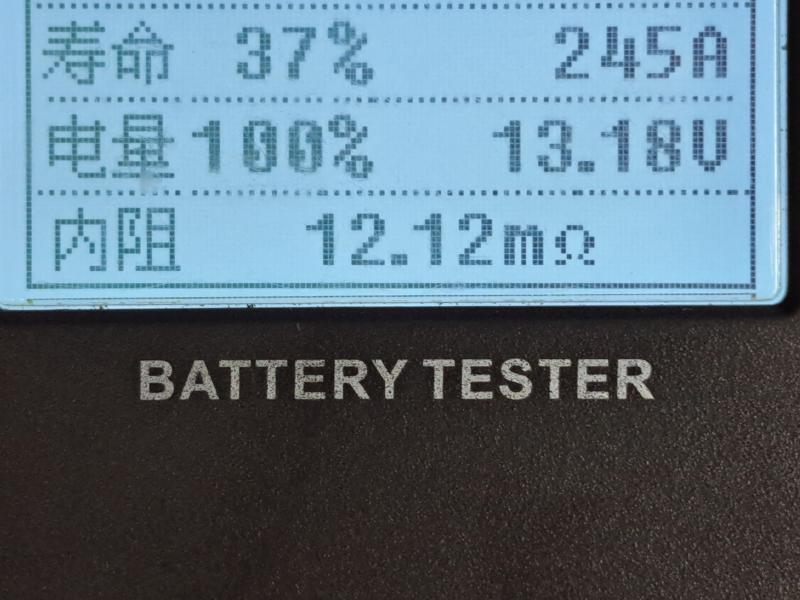 寿命 37% 245A
电量 100% 13.18V
内阻 12.12mΩ
BATTERY TESTER